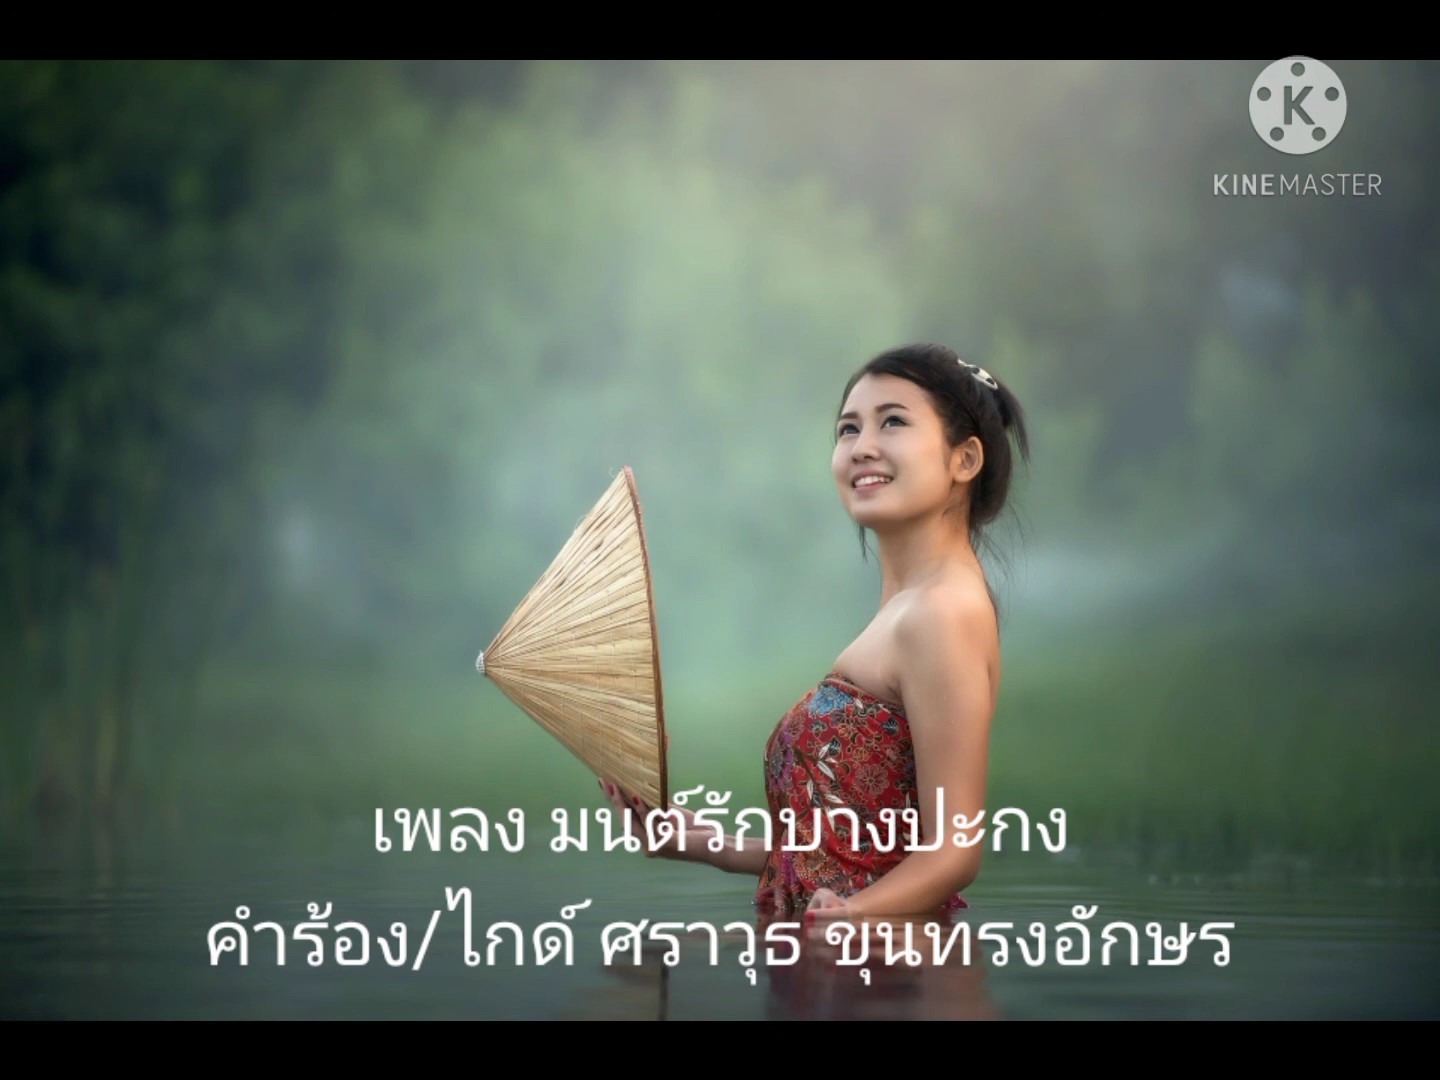 K
KINEMASTER
เพลง มนต์รักบางปะกง
คำร้อง/ไกด์ ศราวุธ ขุนทรงอักษร